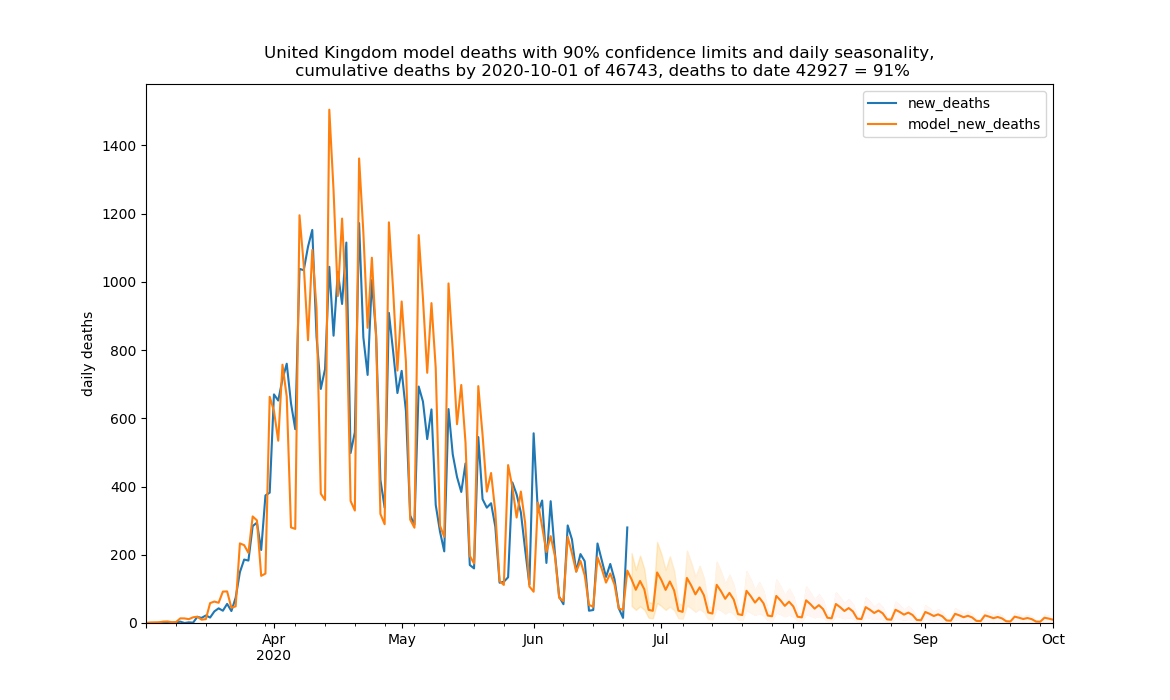 United Kingdom model deaths with 90% confidence limits and daily seasonality,
cumulative deaths by 2020-10-01 of 46743, deaths to date 42927 = 91%
new_deaths
model_new_deaths
daily deaths
1400
1200
1000
800
600
400
200
0
Apr
2020
May
Jun
Jul
Aug
Sep
Oct